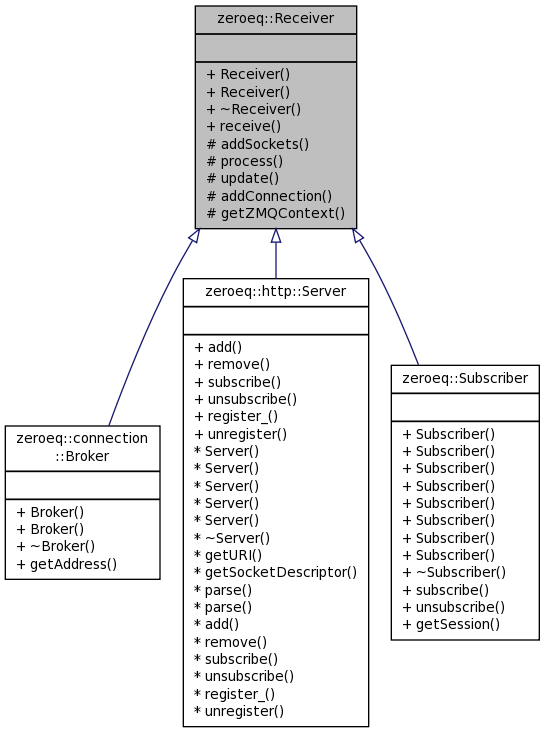 zeroeq::Receiver
+ Receiver()
+ Receiver()
+ ~Receiver()
+ receive()
# addSockets()
# process()
# update()
# addConnection()
# getZMQContext()
zeroeq::connection
::Broker
+ Broker()
+ Broker()
+ ~Broker()
+ getAddress()
zeroeq::http::Server
+ add()
+ remove()
+ subscribe()
+ unsubscribe()
+ register_()
+ unregister()
* Server()
* Server()
* Server()
* Server()
* Server()
* ~Server()
* getURI()
* getSocketDescriptor()
* parse()
* parse()
* add()
* remove()
* subscribe()
* unsubscribe()
* register_()
* unregister()
zeroeq::Subscriber
+ Subscriber()
+ Subscriber()
+ Subscriber()
+ Subscriber()
+ Subscriber()
+ Subscriber()
+ Subscriber()
+ Subscriber()
+ ~Subscriber()
+ subscribe()
+ unsubscribe()
+ getSession()